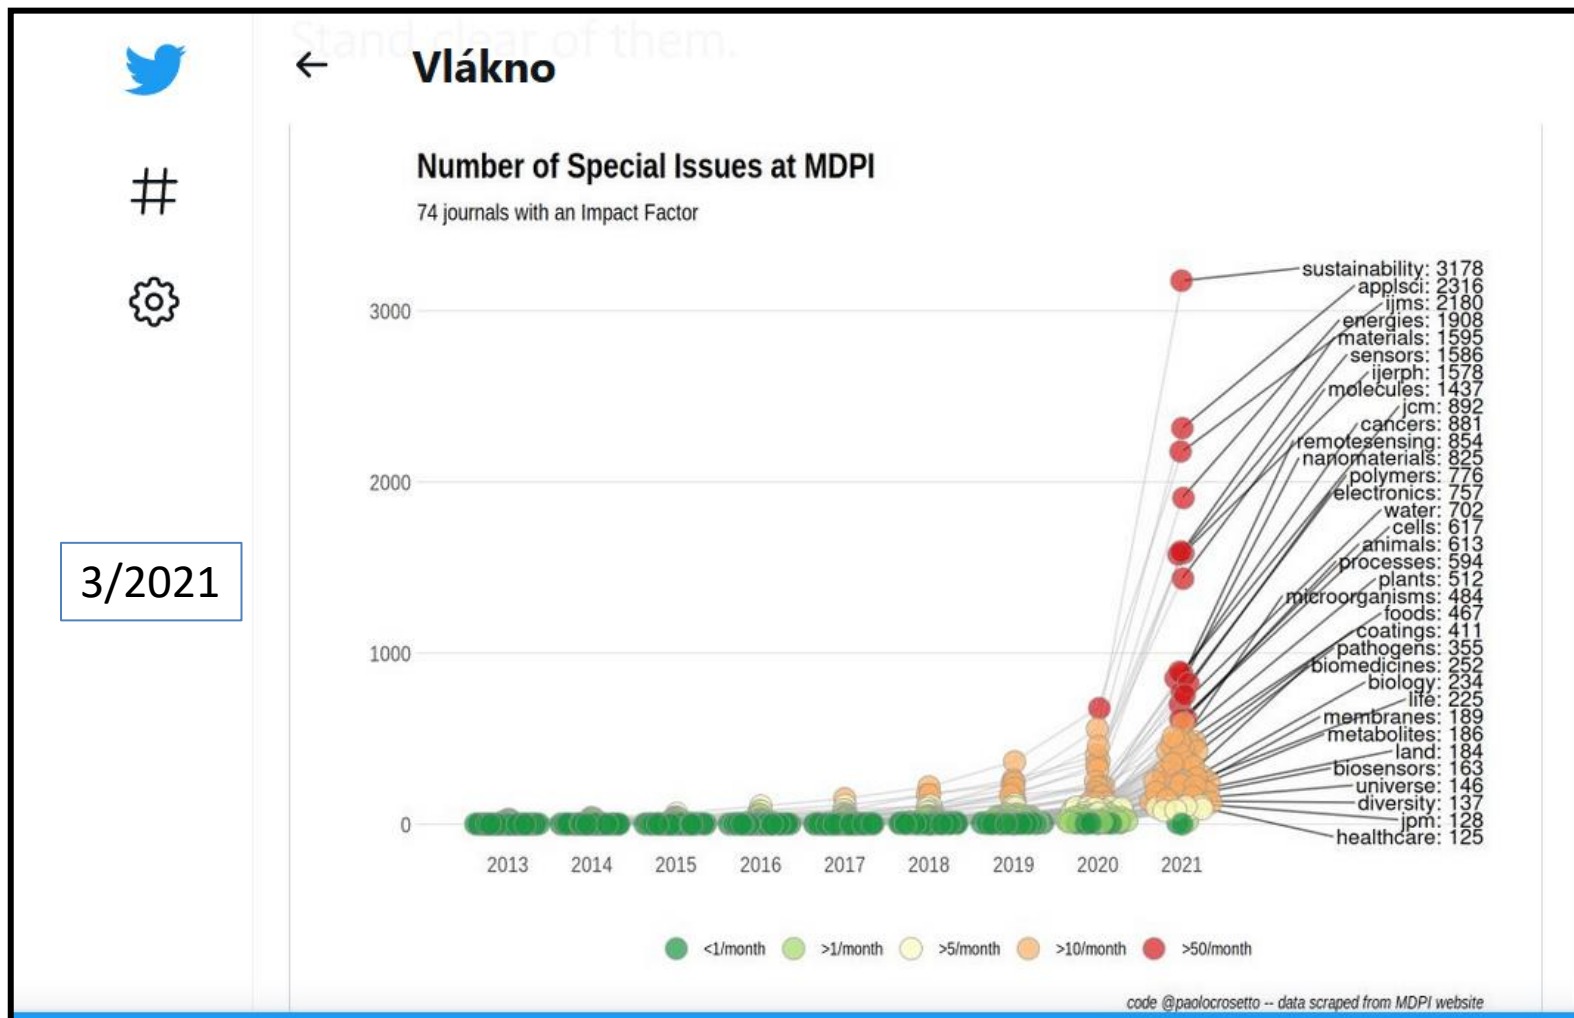 Stand clear of them.
Vlákno
Number of Special Issues at MDPI
74 journals with an Impact Factor
3/2021
3000
2000
1000
0
sustainability: 3178
applsci: 2316
ijms: 2180
energies: 1908
materials: 1595
sensors: 1586
ijerph: 1578
molecules: 1437
jcm: 892
cancers: 881
remotesensing: 854
nanomaterials: 825
polymers: 776
electronics: 757
water: 702
cells: 617
animals: 613
processes: 594
plants: 512
microorganisms: 484
foods: 467
coatings: 411
pathogens: 355
biomedicines: 252
biology: 234
life: 225
membranes: 189
metabolites: 186
land: 184
biosensors: 163
universe: 146
diversity: 137
jpm: 128
healthcare: 125
2013 2014 2015 2016 2017 2018 2019 2020 2021
<1/month >1/month >5/month >10/month >50/month
code @paolocrosetto -- data scraped from MDPI website